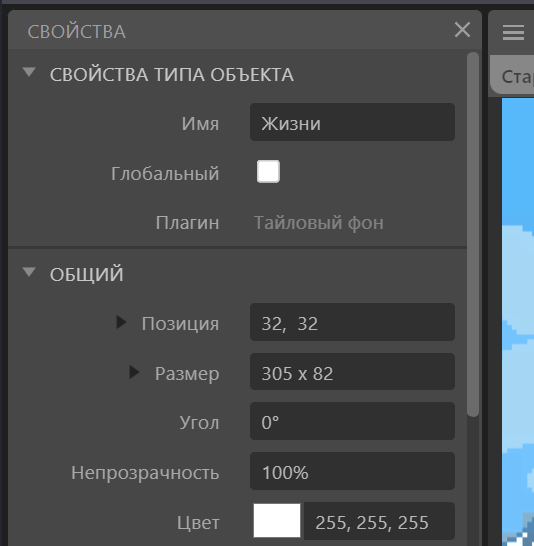 СВОЙСТВА
СВОЙСТВА ТИПА ОБЪЕКТА
Имя Жизни
Глобальный
Плагин Тайловый фон
ОБЩИЙ
Позиция 32, 32
Размер 305 x 82
Угол 0°
Непрозрачность 100%
Цвет 255, 255, 255
Стар